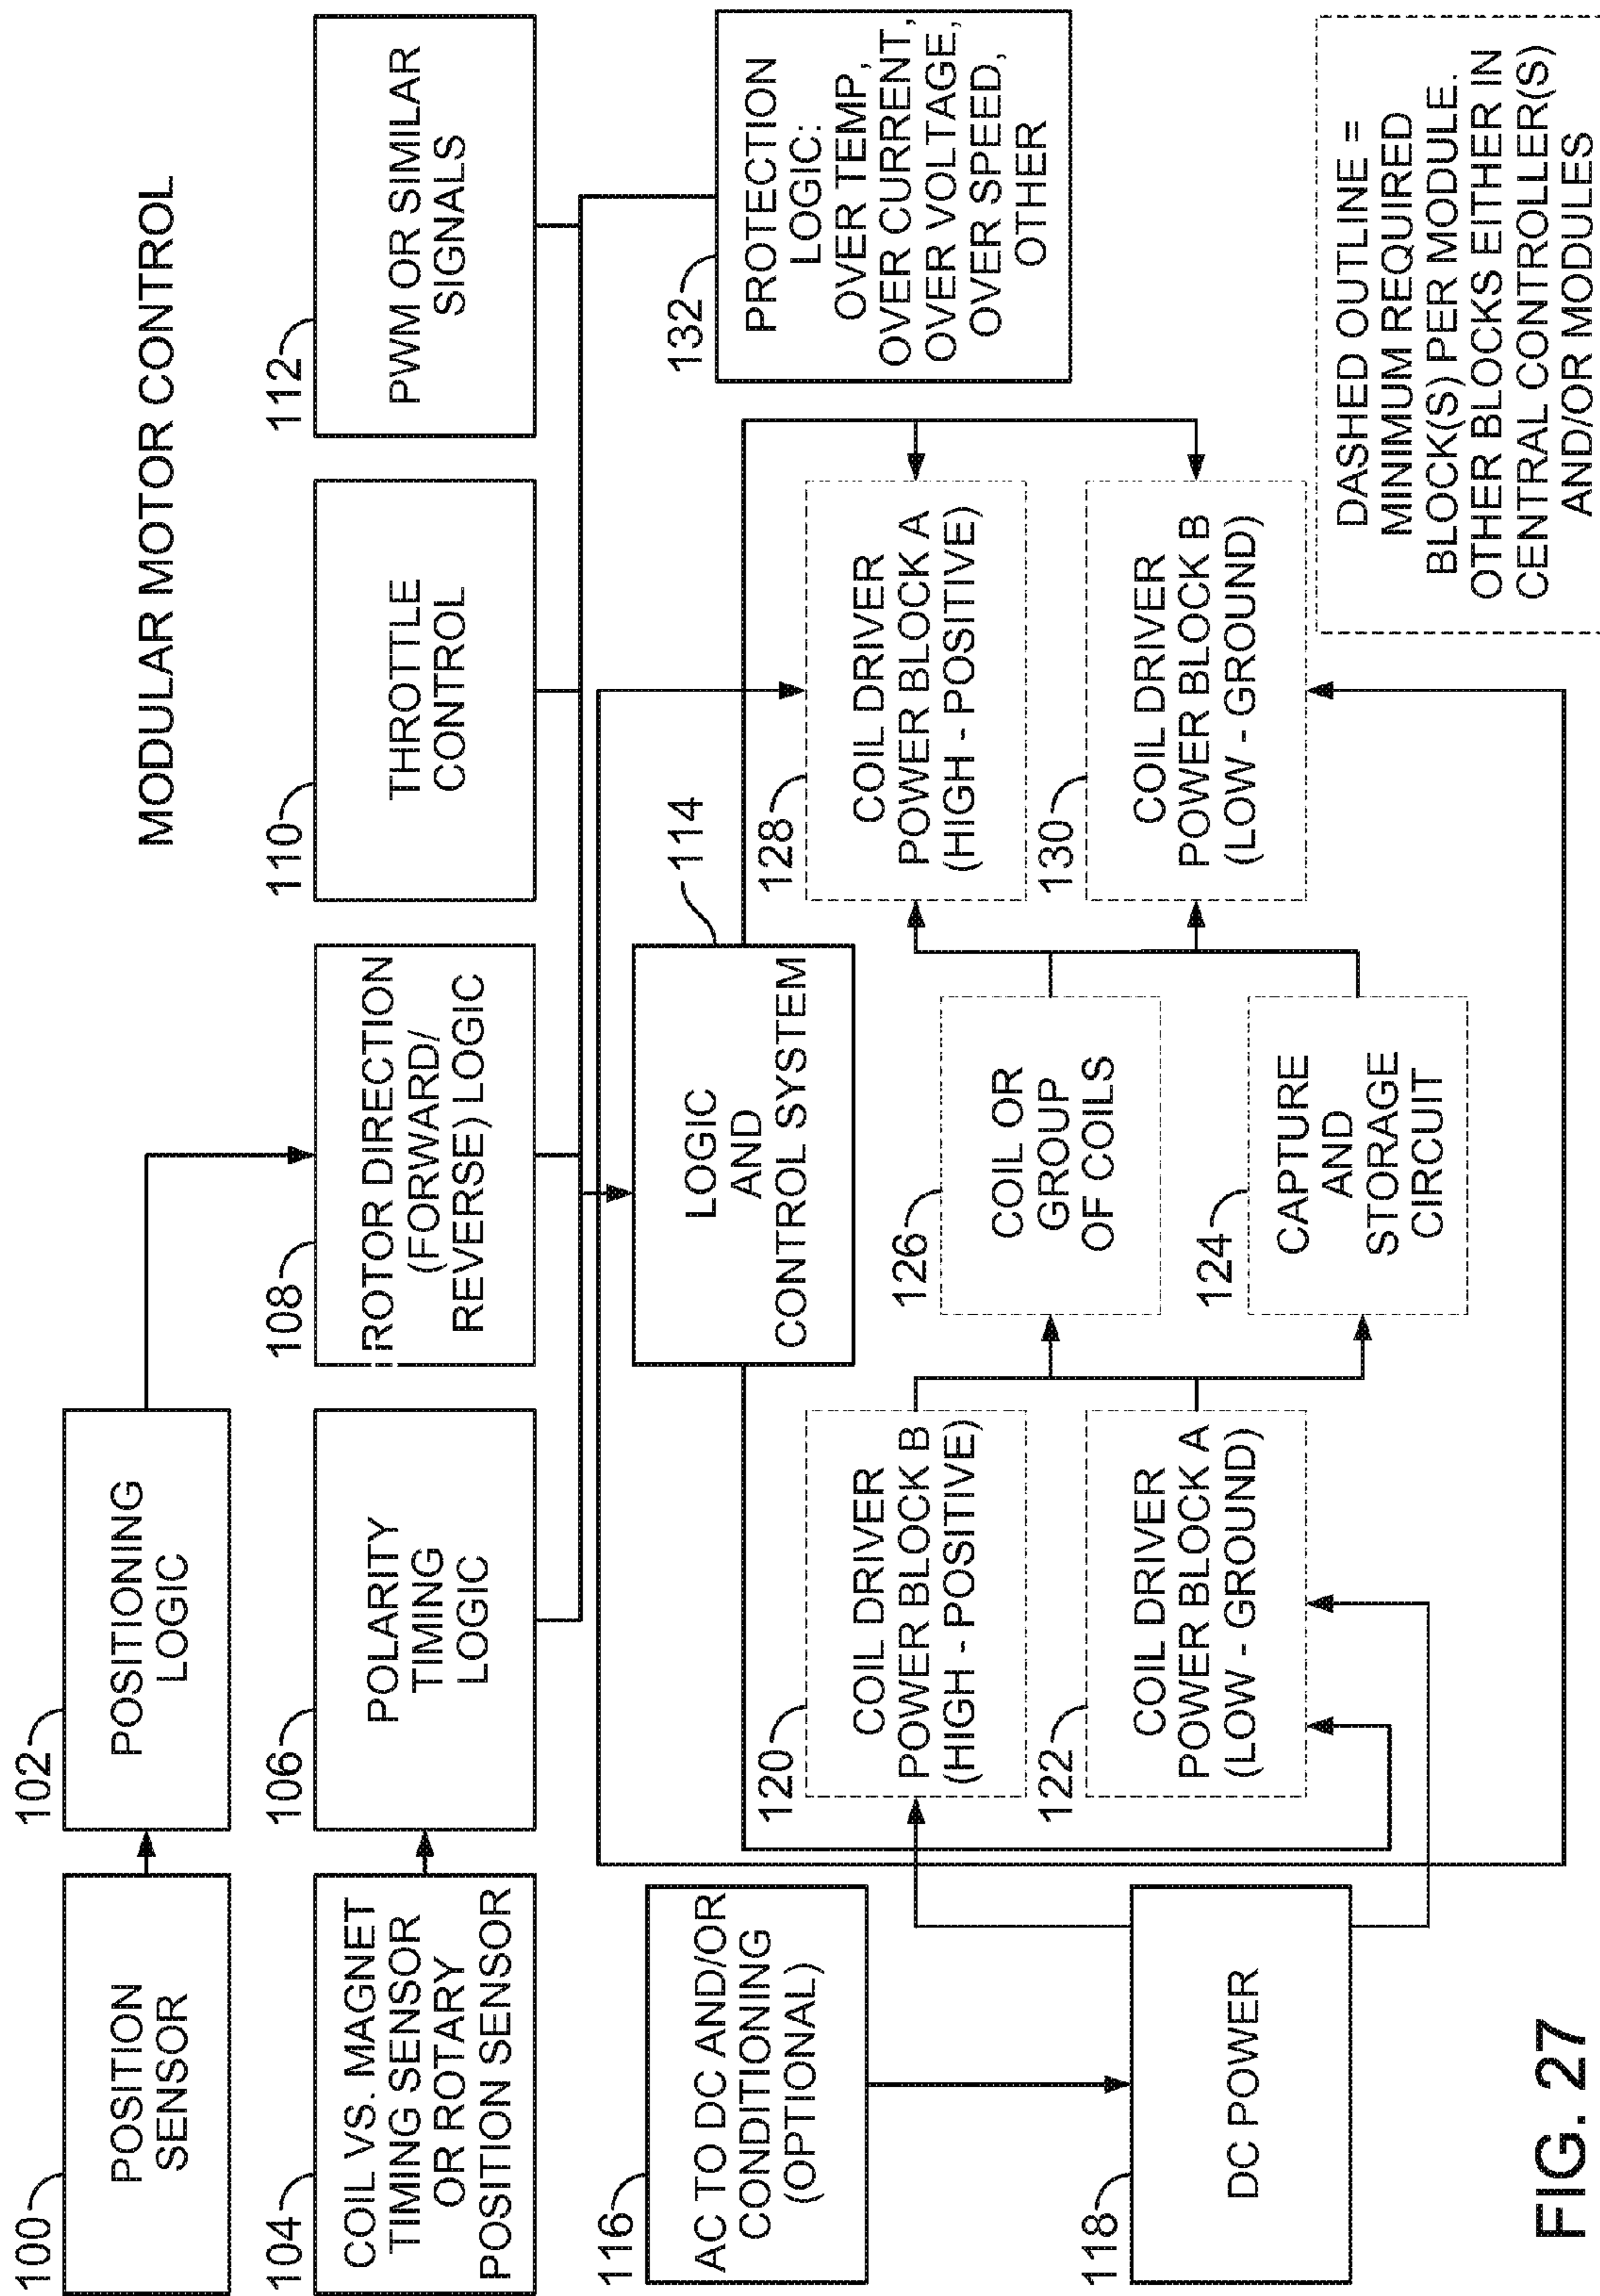 MODULAR MOTOR CONTROL
100
POSITION
SENSOR
102
POSITIONING
LOGIC
104
COIL VS. MAGNET
TIMING SENSOR
OR ROTARY
POSITION SENSOR
106
POLARITY
TIMING
LOGIC
108
ROTOR DIRECTION
(FORWARD/
REVERSE) LOGIC
110
THROTTLE
CONTROL
112
PWM OR SIMILAR
SIGNALS
116
AC TO DC AND/OR
CONDITIONING
(OPTIONAL)
114
LOGIC
AND
CONTROL SYSTEM
132
PROTECTION
LOGIC:
OVER TEMP,
OVER CURRENT,
OVER VOLTAGE,
OVER SPEED,
OTHER
120
COIL DRIVER
POWER BLOCK B
(HIGH - POSITIVE)
126
COIL OR
GROUP
OF COILS
128
COIL DRIVER
POWER BLOCK A
(HIGH - POSITIVE)
118
DC POWER
122
COIL DRIVER
POWER BLOCK A
(LOW - GROUND)
124
CAPTURE
AND
STORAGE
CIRCUIT
130
COIL DRIVER
POWER BLOCK B
(LOW - GROUND)
DASHED OUTLINE =
MINIMUM REQUIRED
BLOCK(S) PER MODULE.
OTHER BLOCKS EITHER IN
CENTRAL CONTROLLER(S)
AND/OR MODULES
FIG. 27